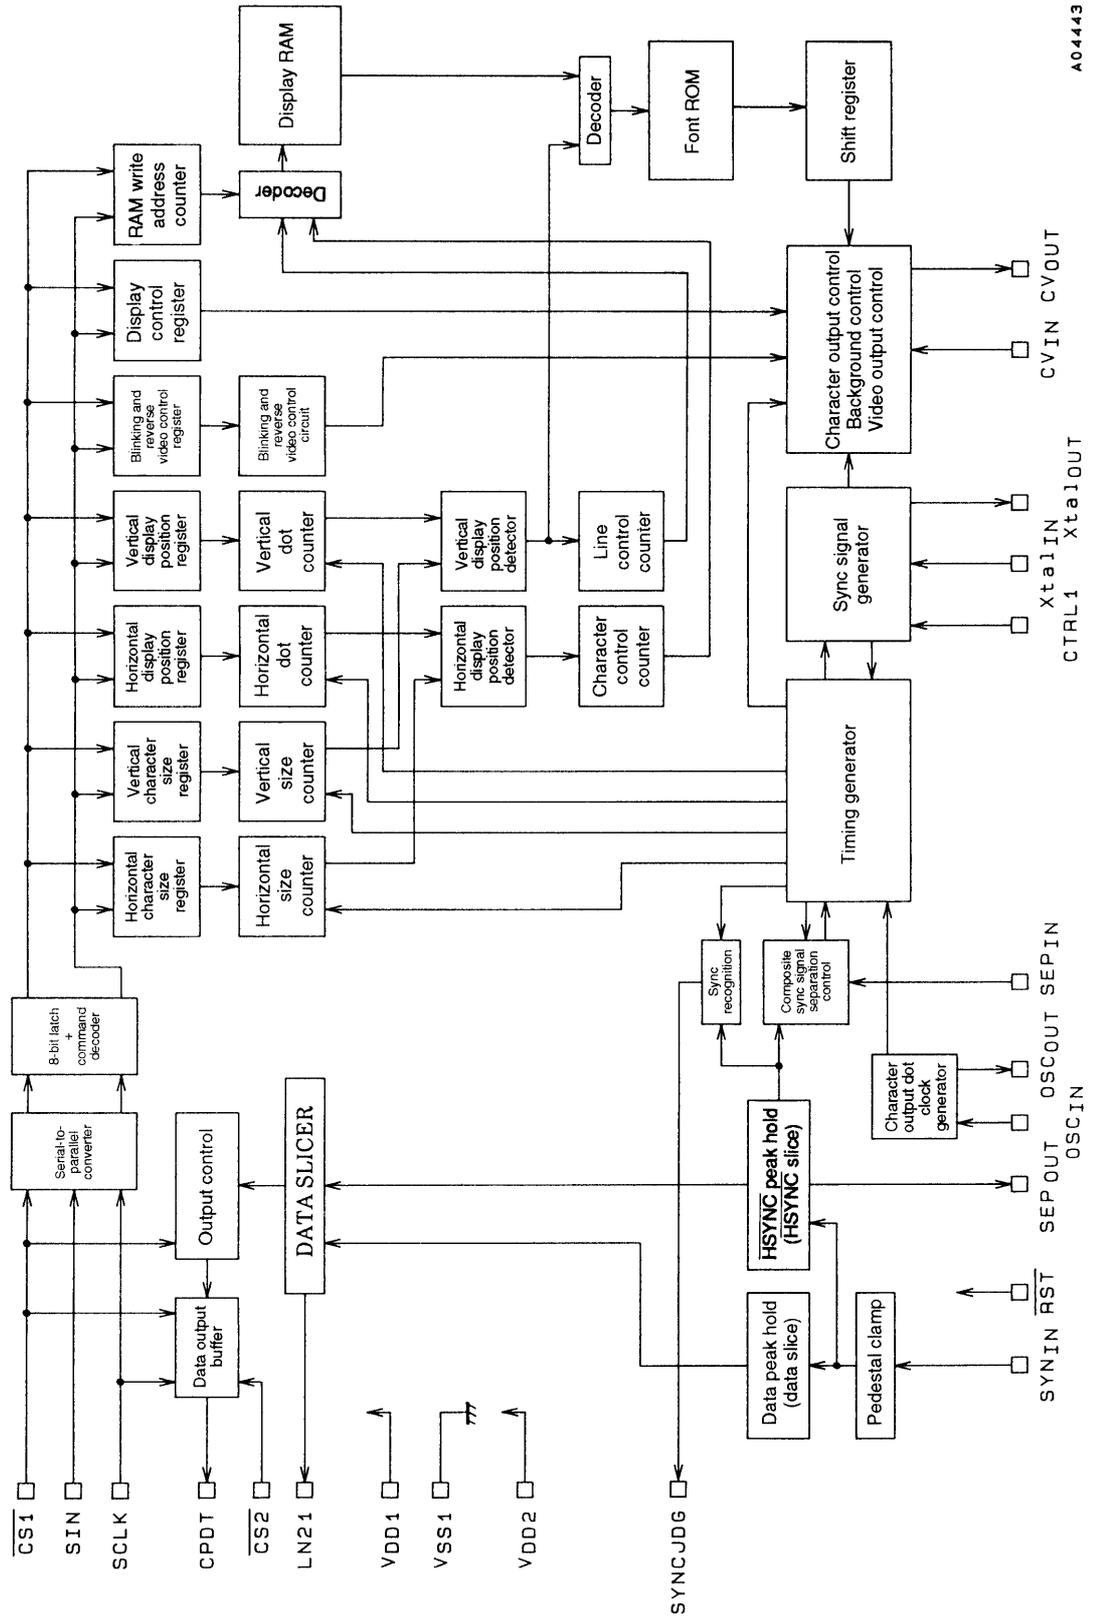 A04443
CS1
SIN
SCLK
CPDT
CS2
LN21
VDD1
VSS1
VDD2
SYNCJDG
Serial-to-
parallel
converter
8-bit latch
+
command
decoder
Data output
buffer
Output control
DATA SLICER
Horizontal
character
size
register
Vertical
character
size
register
Horizontal
display
position
register
Vertical
display
position
register
Blinking and
reverse
video control
register
Display
control
register
RAM write
address
counter
Horizontal
size
counter
Vertical
size
counter
Horizontal
dot
counter
Vertical
dot
counter
Blinking and
reverse
video control
circuit
Decoder
Display RAM
Horizontal
display
position
detector
Vertical
display
position
detector
Character
control
counter
Line
control
counter
Decoder
Font ROM
Shift register
Sync
recognition
Composite
sync signal
separation
control
Timing generator
Sync signal
generator
Character output control
Background control
Video output control
Data peak hold
(data slice)
HSYNC peak hold
(HSYNC slice)
Pedestal clamp
Character
output dot
clock
generator
SYNIN
RST
SEPOUT
OSCIN
OSCOUT
SEPIN
CTRL1
XtalIN
XtalOUT
CVIN
CVOUT